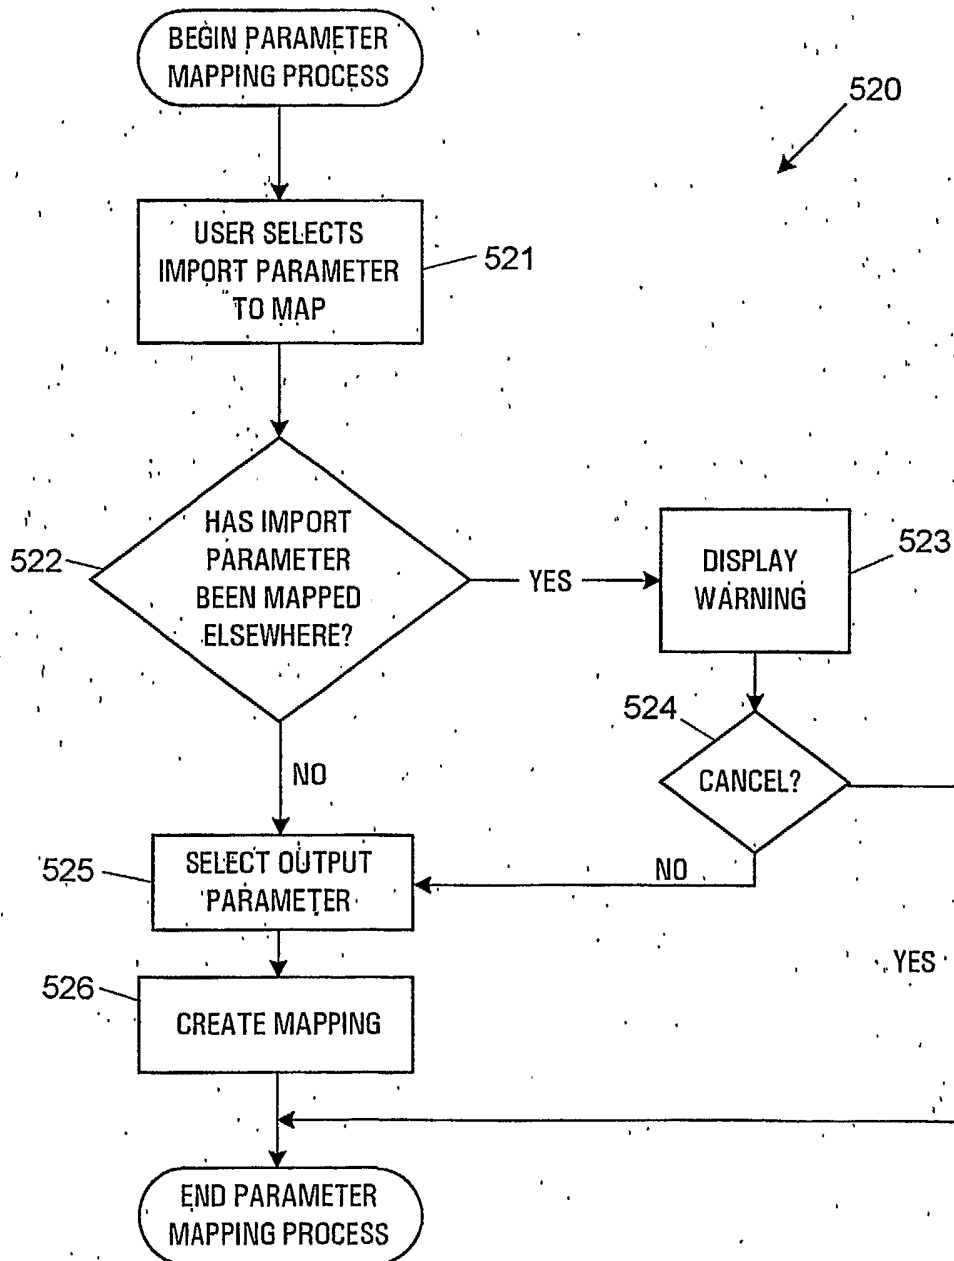 BEGIN PARAMETER
MAPPING PROCESS
520
USER SELECTS
IMPORT PARAMETER
TO MAP
521
HAS IMPORT
PARAMETER
BEEN MAPPED
ELSEWHERE?
522
YES
DISPLAY
WARNING
523
524
CANCEL?
NO
NO
SELECT OUTPUT
PARAMETER
525
YES
526
CREATE MAPPING
END PARAMETER
MAPPING PROCESS